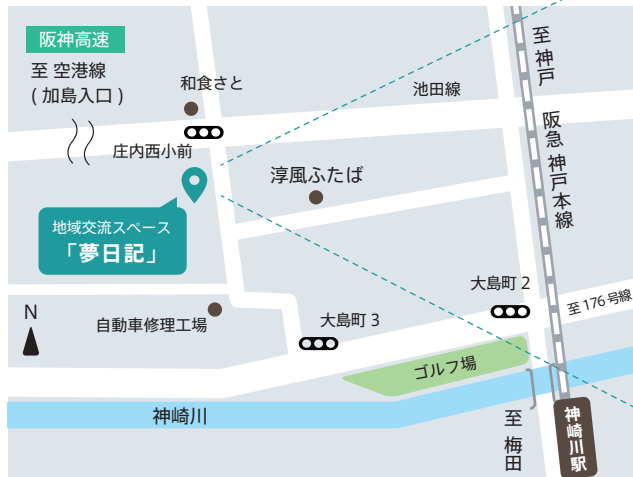 阪神高速
至 空港線
( 加島入口 )
和食さと
池田線
至 神戸
阪急 神戸本線
庄内西小前
淳風ふたば
地域交流スペース
「夢日記」
大島町 2
至176号線
N
自動車修理工場
大島町 3
ゴルフ場
神崎川
至 梅田
神崎川駅